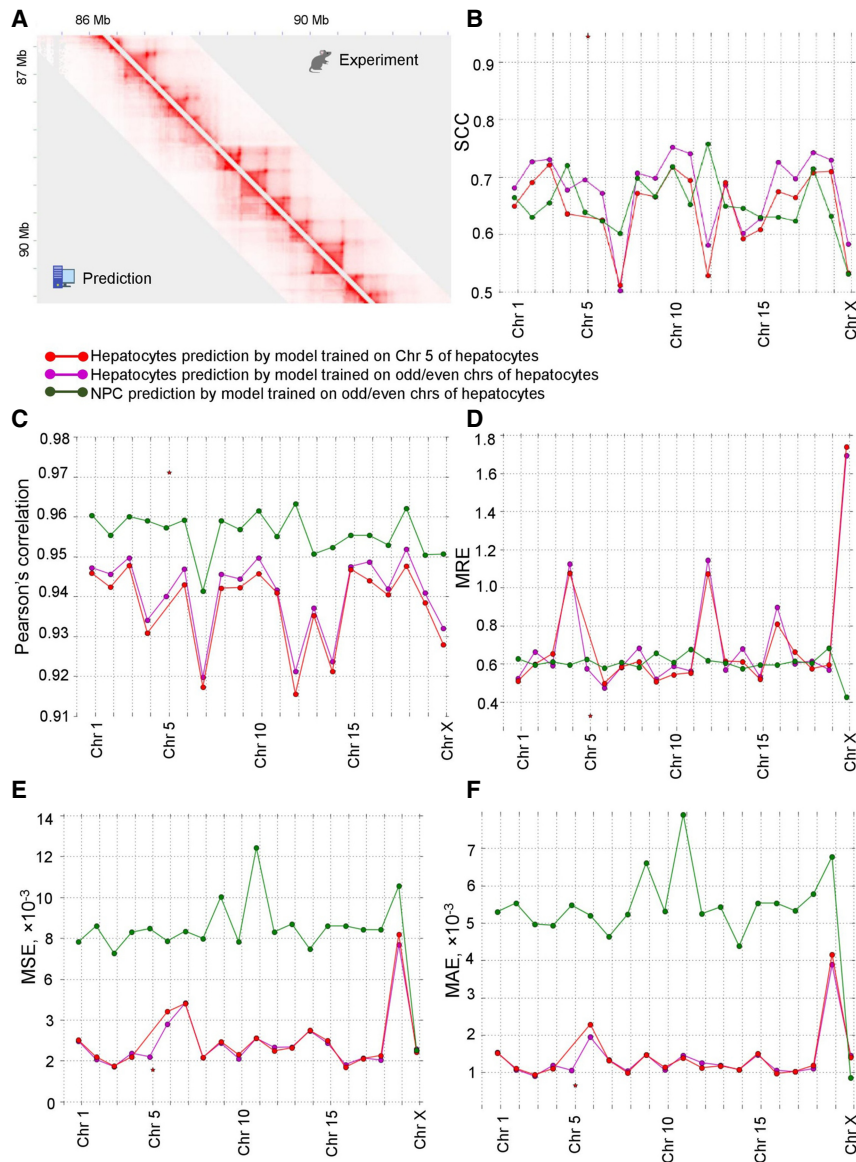 A
86 Mb
90 Mb
87 Mb
90 Mb
Experiment
Prediction
B
SCC
0.9
0.8
0.7
0.6
0.5
Chr 1
Chr 5
Chr 10
Chr 15
Chr X
Hepatocytes prediction by model trained on Chr 5 of hepatocytes
Hepatocytes prediction by model trained on odd/even chrs of hepatocytes
NPC prediction by model trained on odd/even chrs of hepatocytes
C
Pearson's correlation
0.98
0.97
0.96
0.95
0.94
0.93
0.92
0.91
Chr 1
Chr 5
Chr 10
Chr 15
Chr X
D
MRE
1.8
1.6
1.4
1.2
1.0
0.8
0.6
0.4
Chr 1
Chr 5
Chr 10
Chr 15
Chr X
E
MSE, ×10⁻³
14
12
10
8
6
3
2
0
Chr 1
Chr 5
Chr 10
Chr 15
Chr X
F
MAE, ×10⁻³
7
6
5
4
3
2
1
Chr 1
Chr 5
Chr 10
Chr 15
Chr X